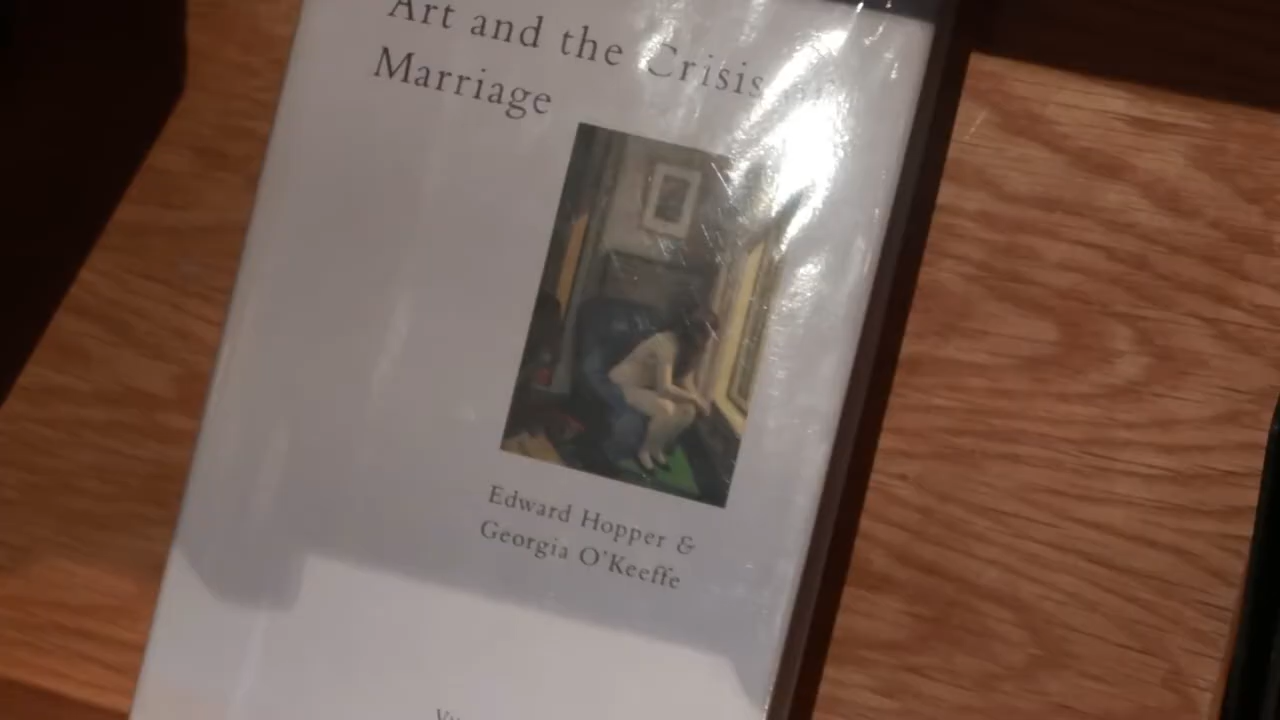 Art and the Crisis
Marriage
Edward Hopper &
Georgia O'Keeffe